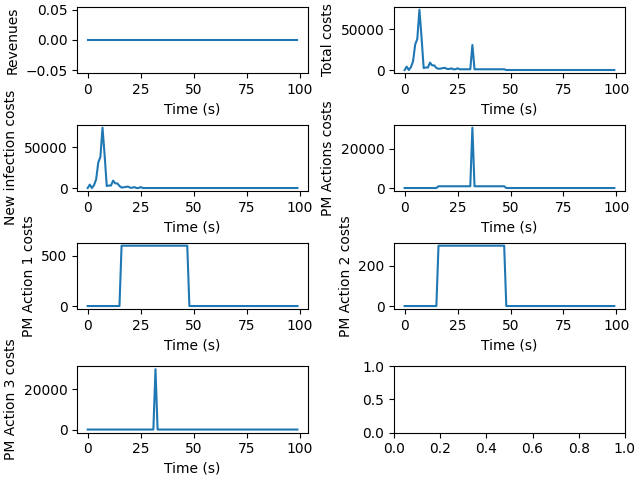 Revenues
0.05
0.00
−0.05
0 25 50 75 100
Time (s)
Total costs
50000
0
0 25 50 75 100
Time (s)
New infection costs
50000
0
0 25 50 75 100
Time (s)
PM Actions costs
20000
0
0 25 50 75 100
Time (s)
PM Action 1 costs
500
0
0 25 50 75 100
Time (s)
PM Action 2 costs
200
0
0 25 50 75 100
Time (s)
PM Action 3 costs
20000
0
0 25 50 75 100
Time (s)
1.0
0.5
0.0
0.0 0.2 0.4 0.6 0.8 1.0